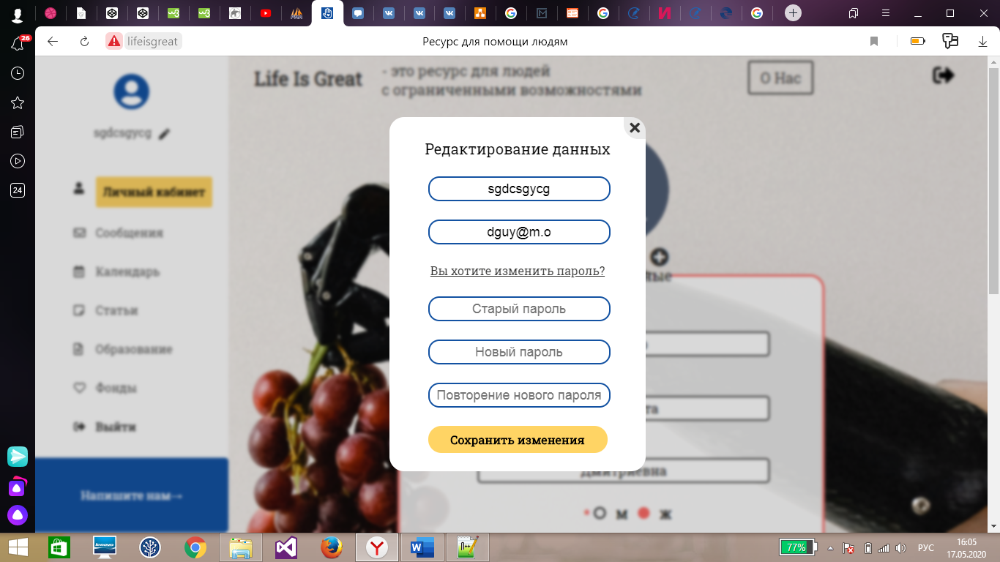 26
lifeisgreat
Ресурс для помощи людям
24
sgdcsgycg
Личный кабинет
Сообщения
Календарь
Статьи
Образование
Фонды
Выйти
Напишите нам→
Life Is Great
- это ресурс для людей
с ограниченными возможностями
О Нас
Редактирование данных
sgdcsgycg
dguy@m.o
Вы хотите изменить пароль?
Старый пароль
Новый пароль
Повторение нового пароля
Сохранить изменения
Дмитриевна
м ж
lenovo
77%
РУС
16:05
17.05.2020